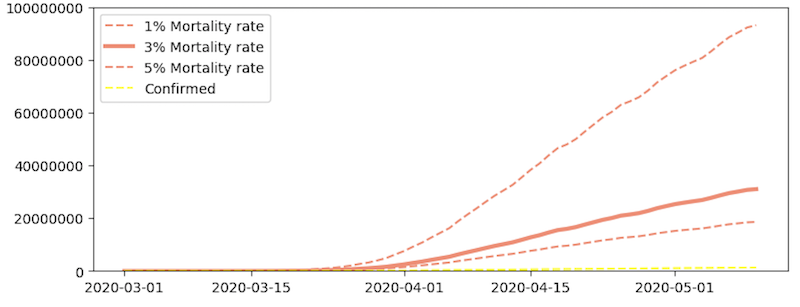 100000000
80000000
60000000
40000000
20000000
0
1% Mortality rate
3% Mortality rate
5% Mortality rate
Confirmed
2020-03-01 2020-03-15 2020-04-01 2020-04-15 2020-05-01